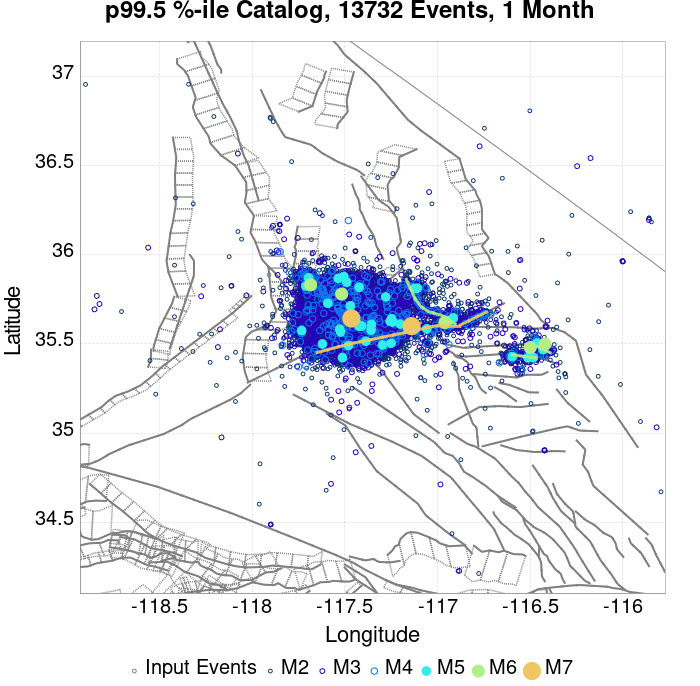 p99.5 %-ile Catalog, 13732 Events, 1 Month
37
36.5
36
35.5
35
34.5
Latitude
-118.5 -118 -117.5 -117 -116.5 -116
Longitude
Input Events M2 M3 M4 M5 M6 M7